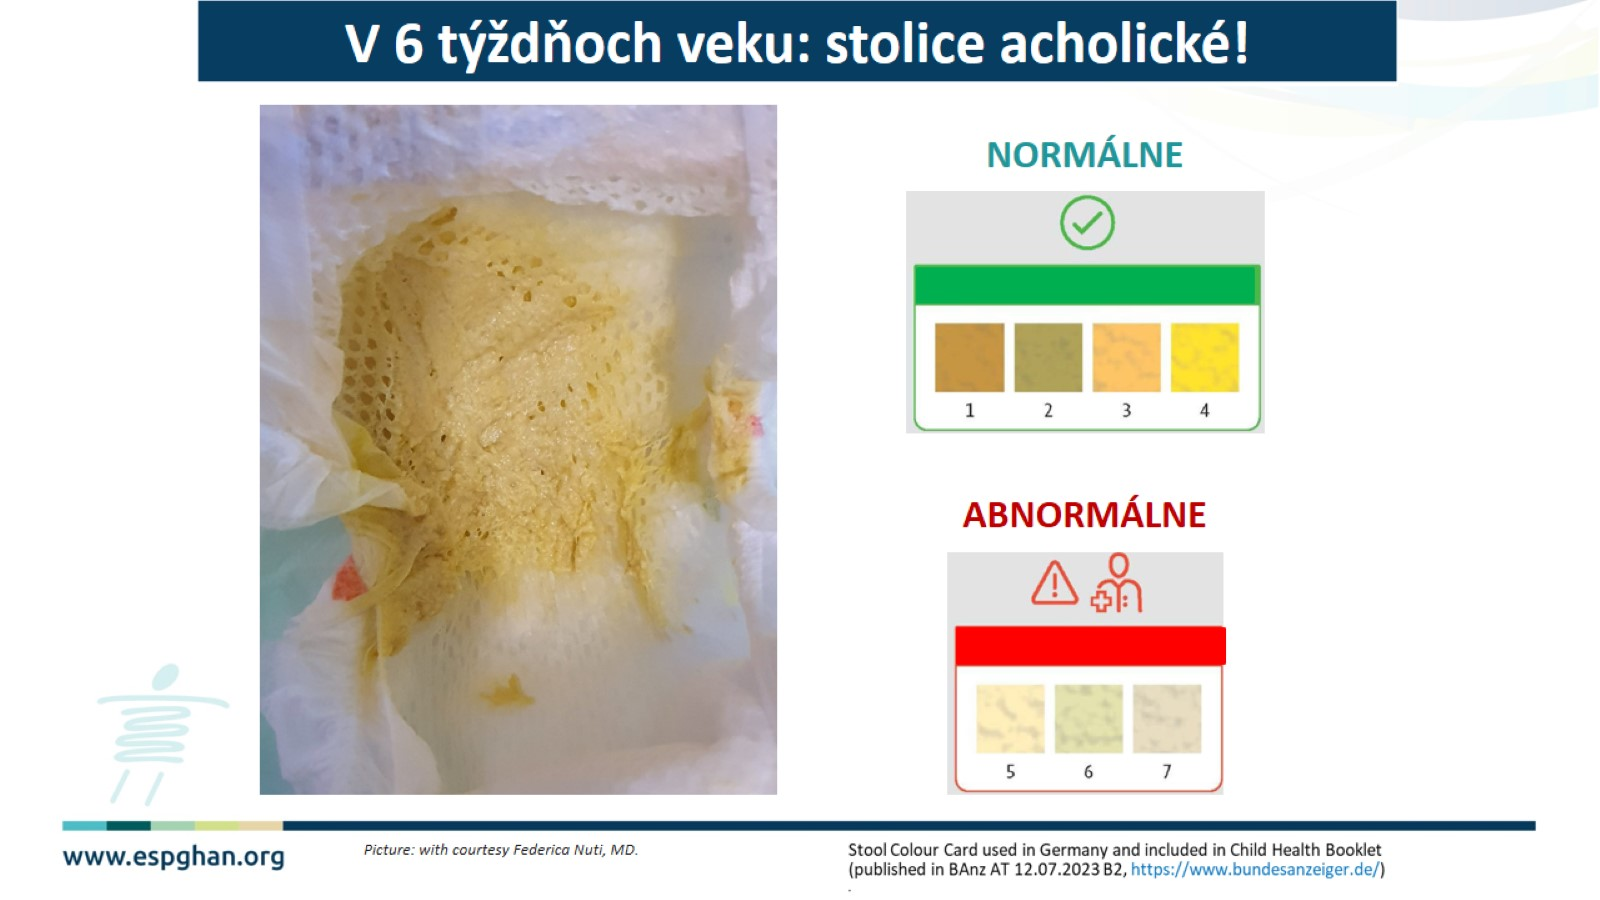 V 6 týždňoch veku: stolice acholické!
NORMÁLNE
1 2 3 4
ABNORMÁLNE
5 6 7
www.espghan.org
Picture: with courtesy Federica Nuti, MD.
Stool Colour Card used in Germany and included in Child Health Booklet
(published in BAnz AT 12.07.2023 B2, https://www.bundesanzeiger.de/)
.